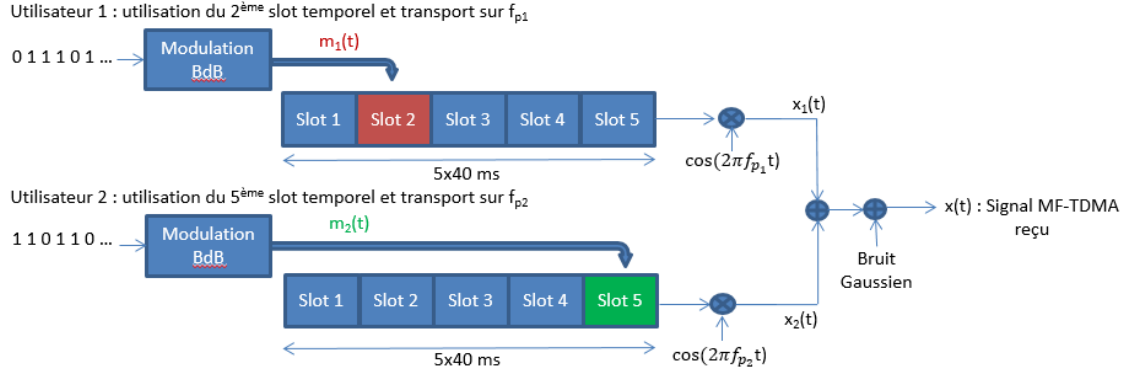 Utilisateur 1 : utilisation du 2ème slot temporel et transport sur fp1
0 1 1 1 0 1 ...
Modulation
BdB
m1(t)
Slot 1 Slot 2 Slot 3 Slot 4 Slot 5
x1(t)
cos(2πfp1t)
5x40 ms
Utilisateur 2 : utilisation du 5ème slot temporel et transport sur fp2
1 1 0 1 1 0 ...
Modulation
BdB
m2(t)
x(t) : Signal MF-TDMA
reçu
Bruit
Gaussien
Slot 1 Slot 2 Slot 3 Slot 4 Slot 5
x2(t)
cos(2πfp2t)
5x40 ms